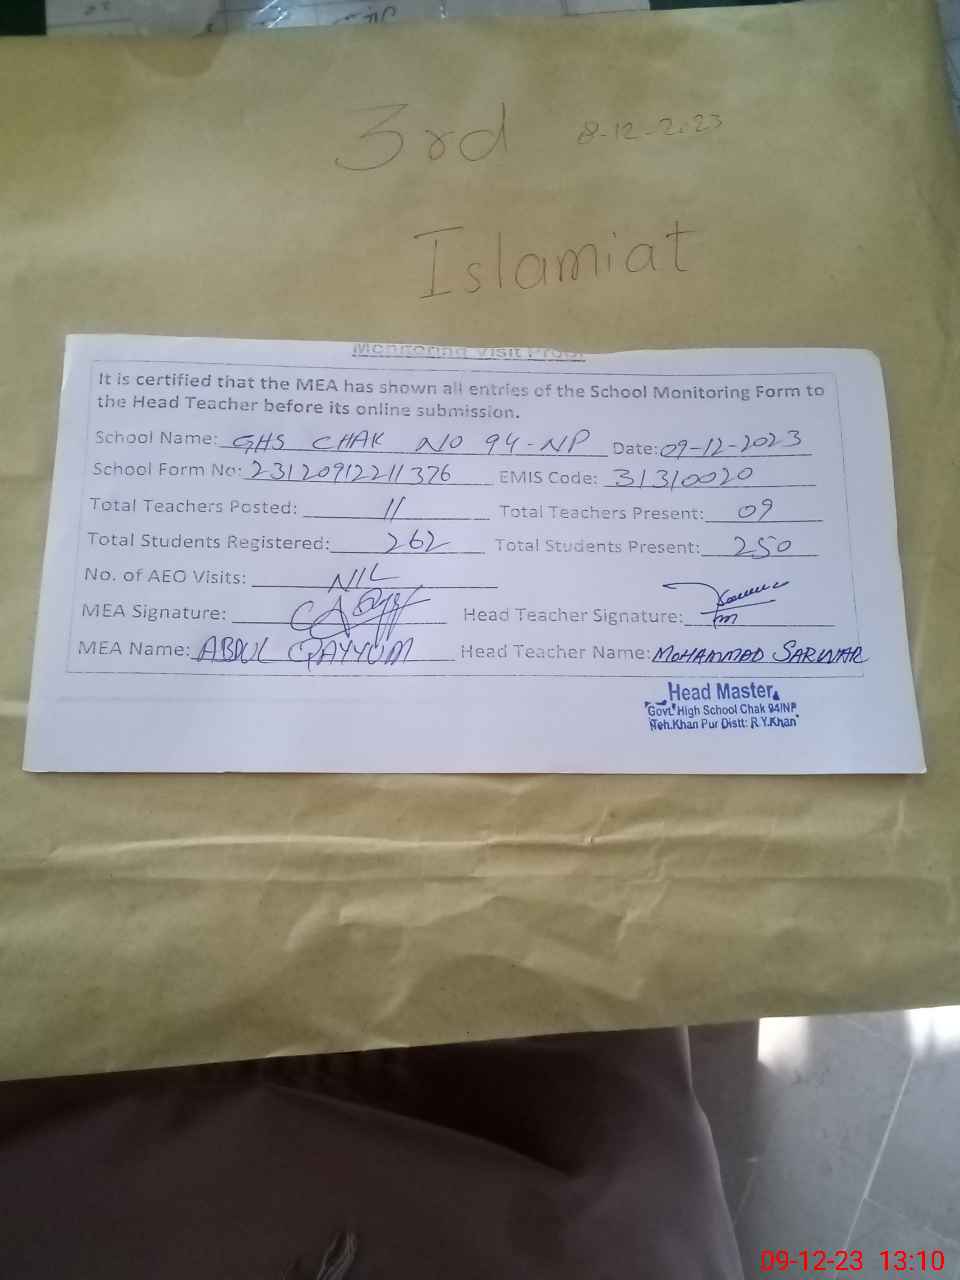 3rd 8-12-2023
Islamiat
Monitoring Visit Proof
It is certified that the MEA has shown all entries of the School Monitoring Form to
the Head Teacher before its online submission.
School Name: GHS CHAK NO 94-NP Date: 09-12-2023
School Form No: 23120912211376 EMIS Code: 31310020
Total Teachers Posted: 11 Total Teachers Present: 09
Total Students Registered: 262 Total Students Present: 250
No. of AEO Visits: NIL
MEA Signature: Head Teacher Signature:
MEA Name: ABDUL QAYYUM Head Teacher Name: MOHAMMAD SARWAR
Head Master
Govt. High School Chak 94/NP
Teh.Khan Pur Distt: R.Y.Khan
09-12-23 13:10